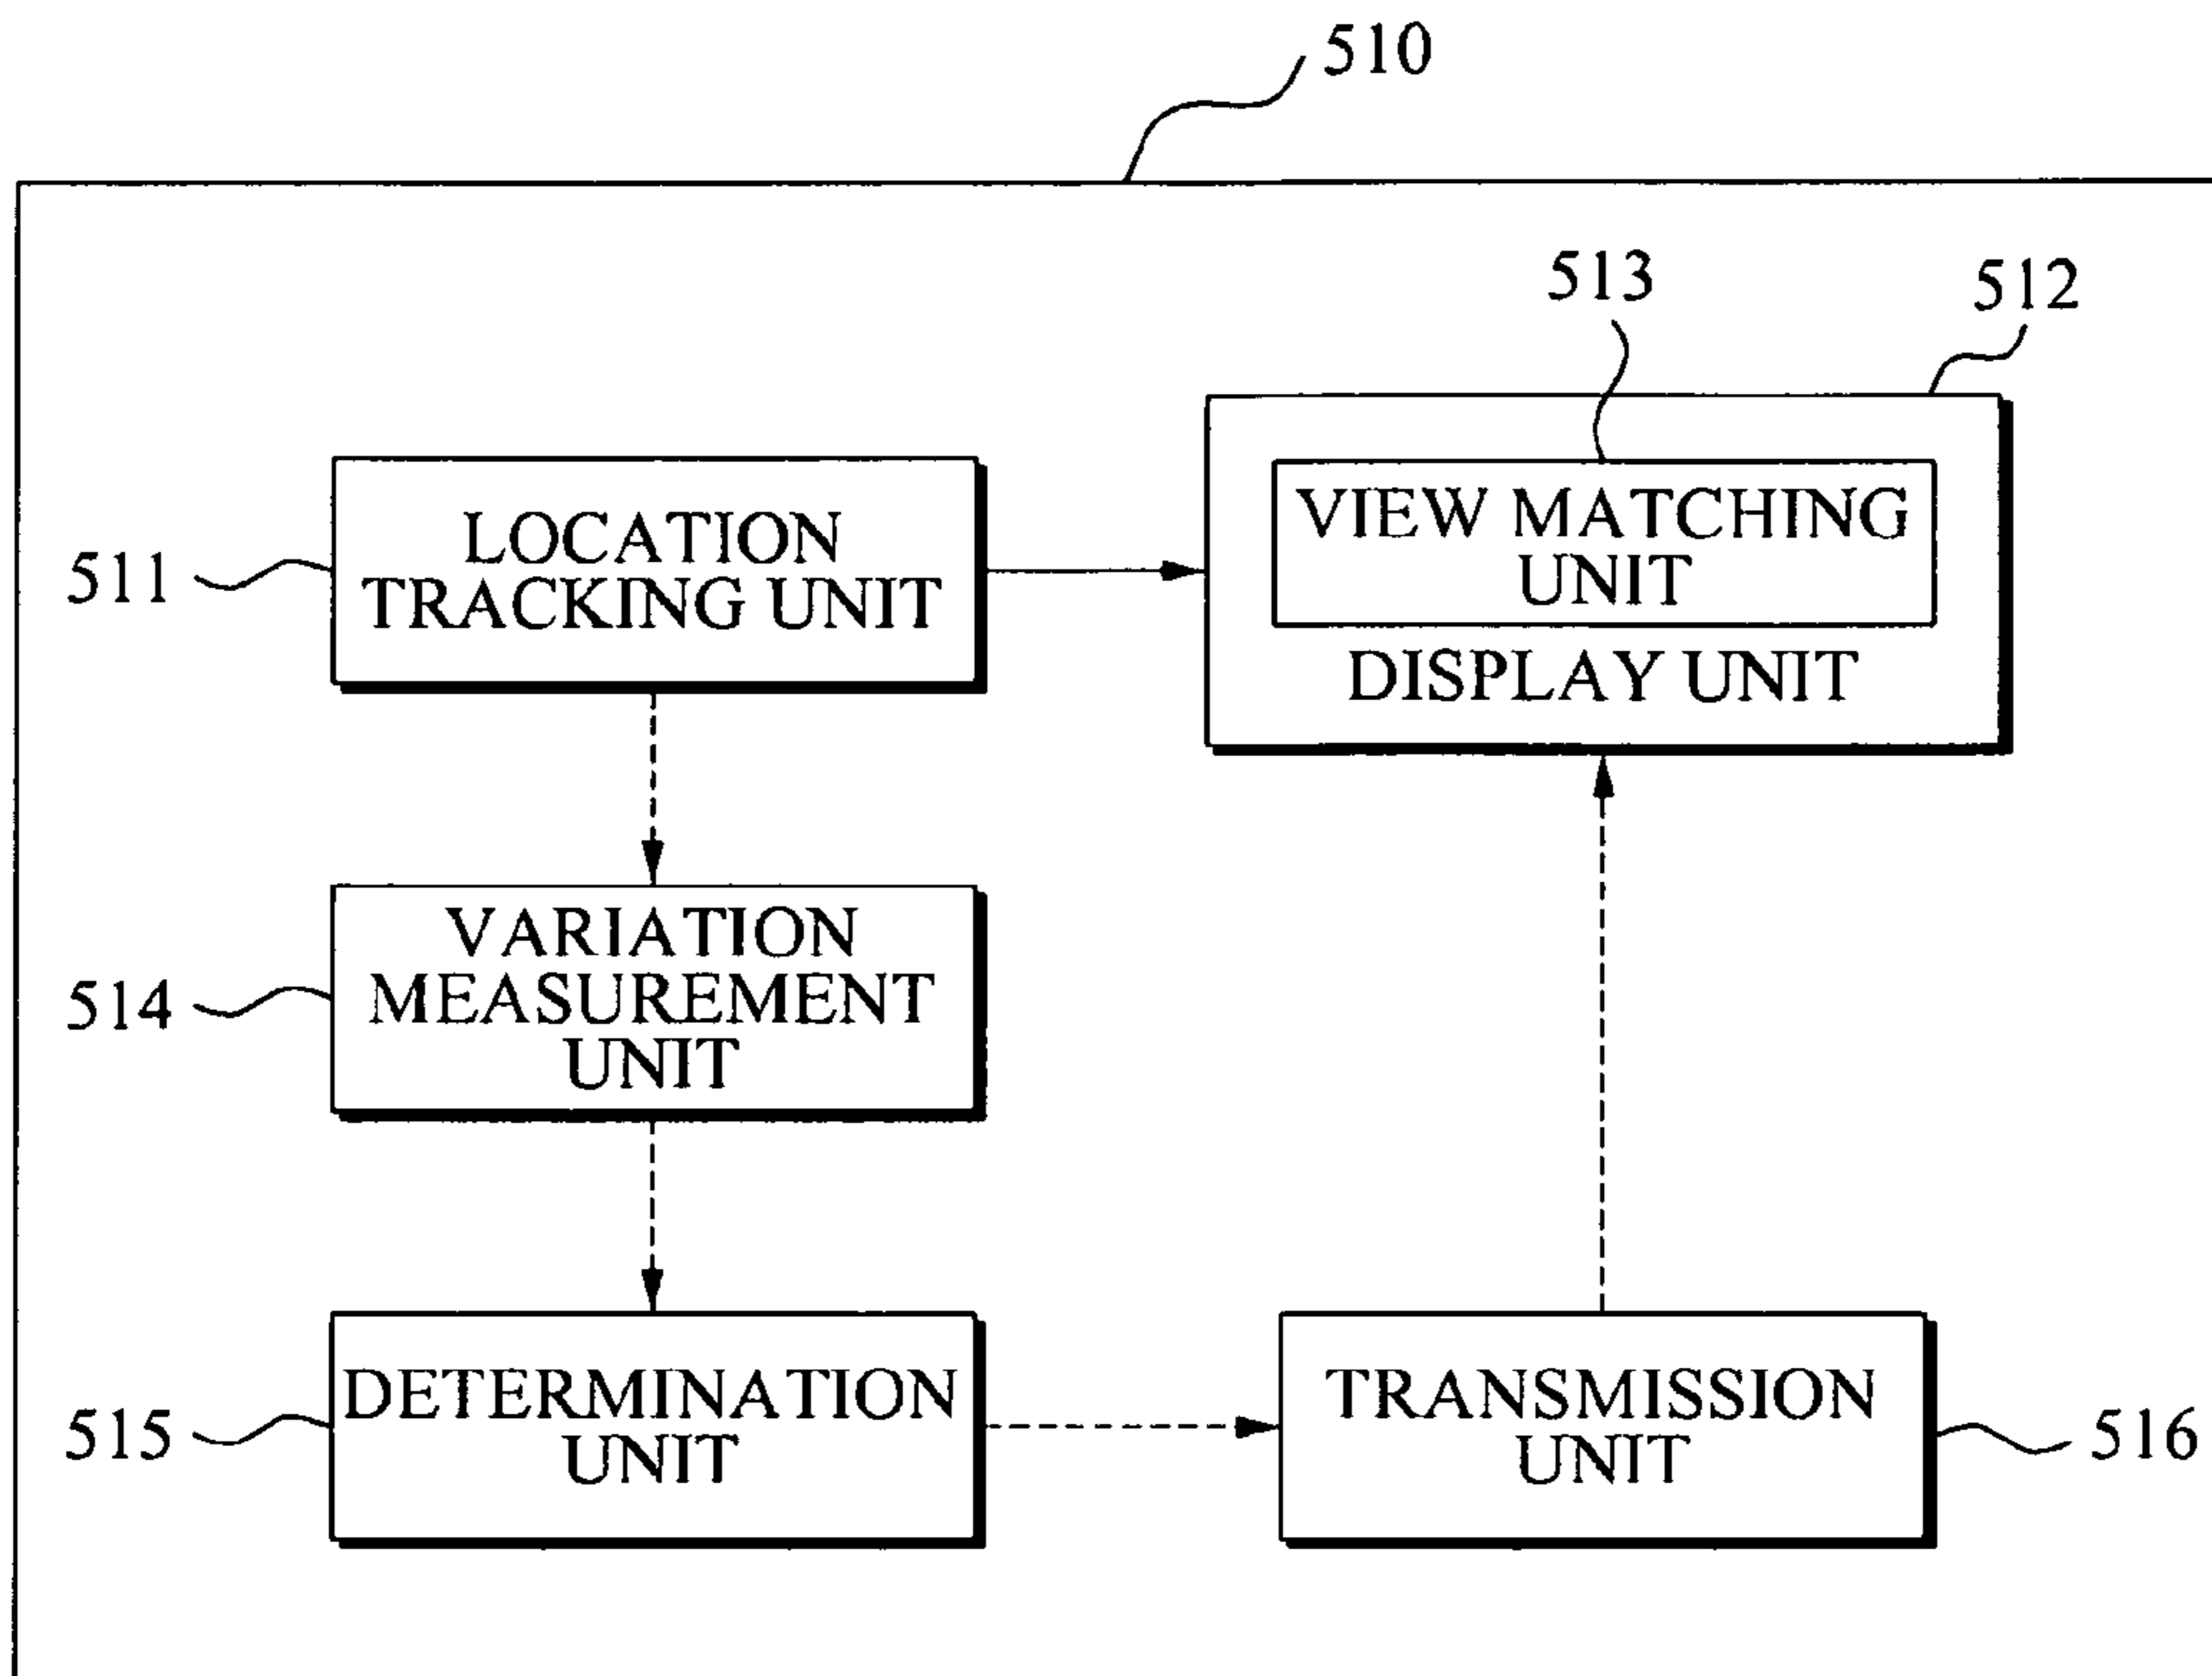 510
513
512
511
LOCATION
TRACKING UNIT
VIEW MATCHING
UNIT
DISPLAY UNIT
514
VARIATION
MEASUREMENT
UNIT
515
DETERMINATION
UNIT
TRANSMISSION
UNIT
516